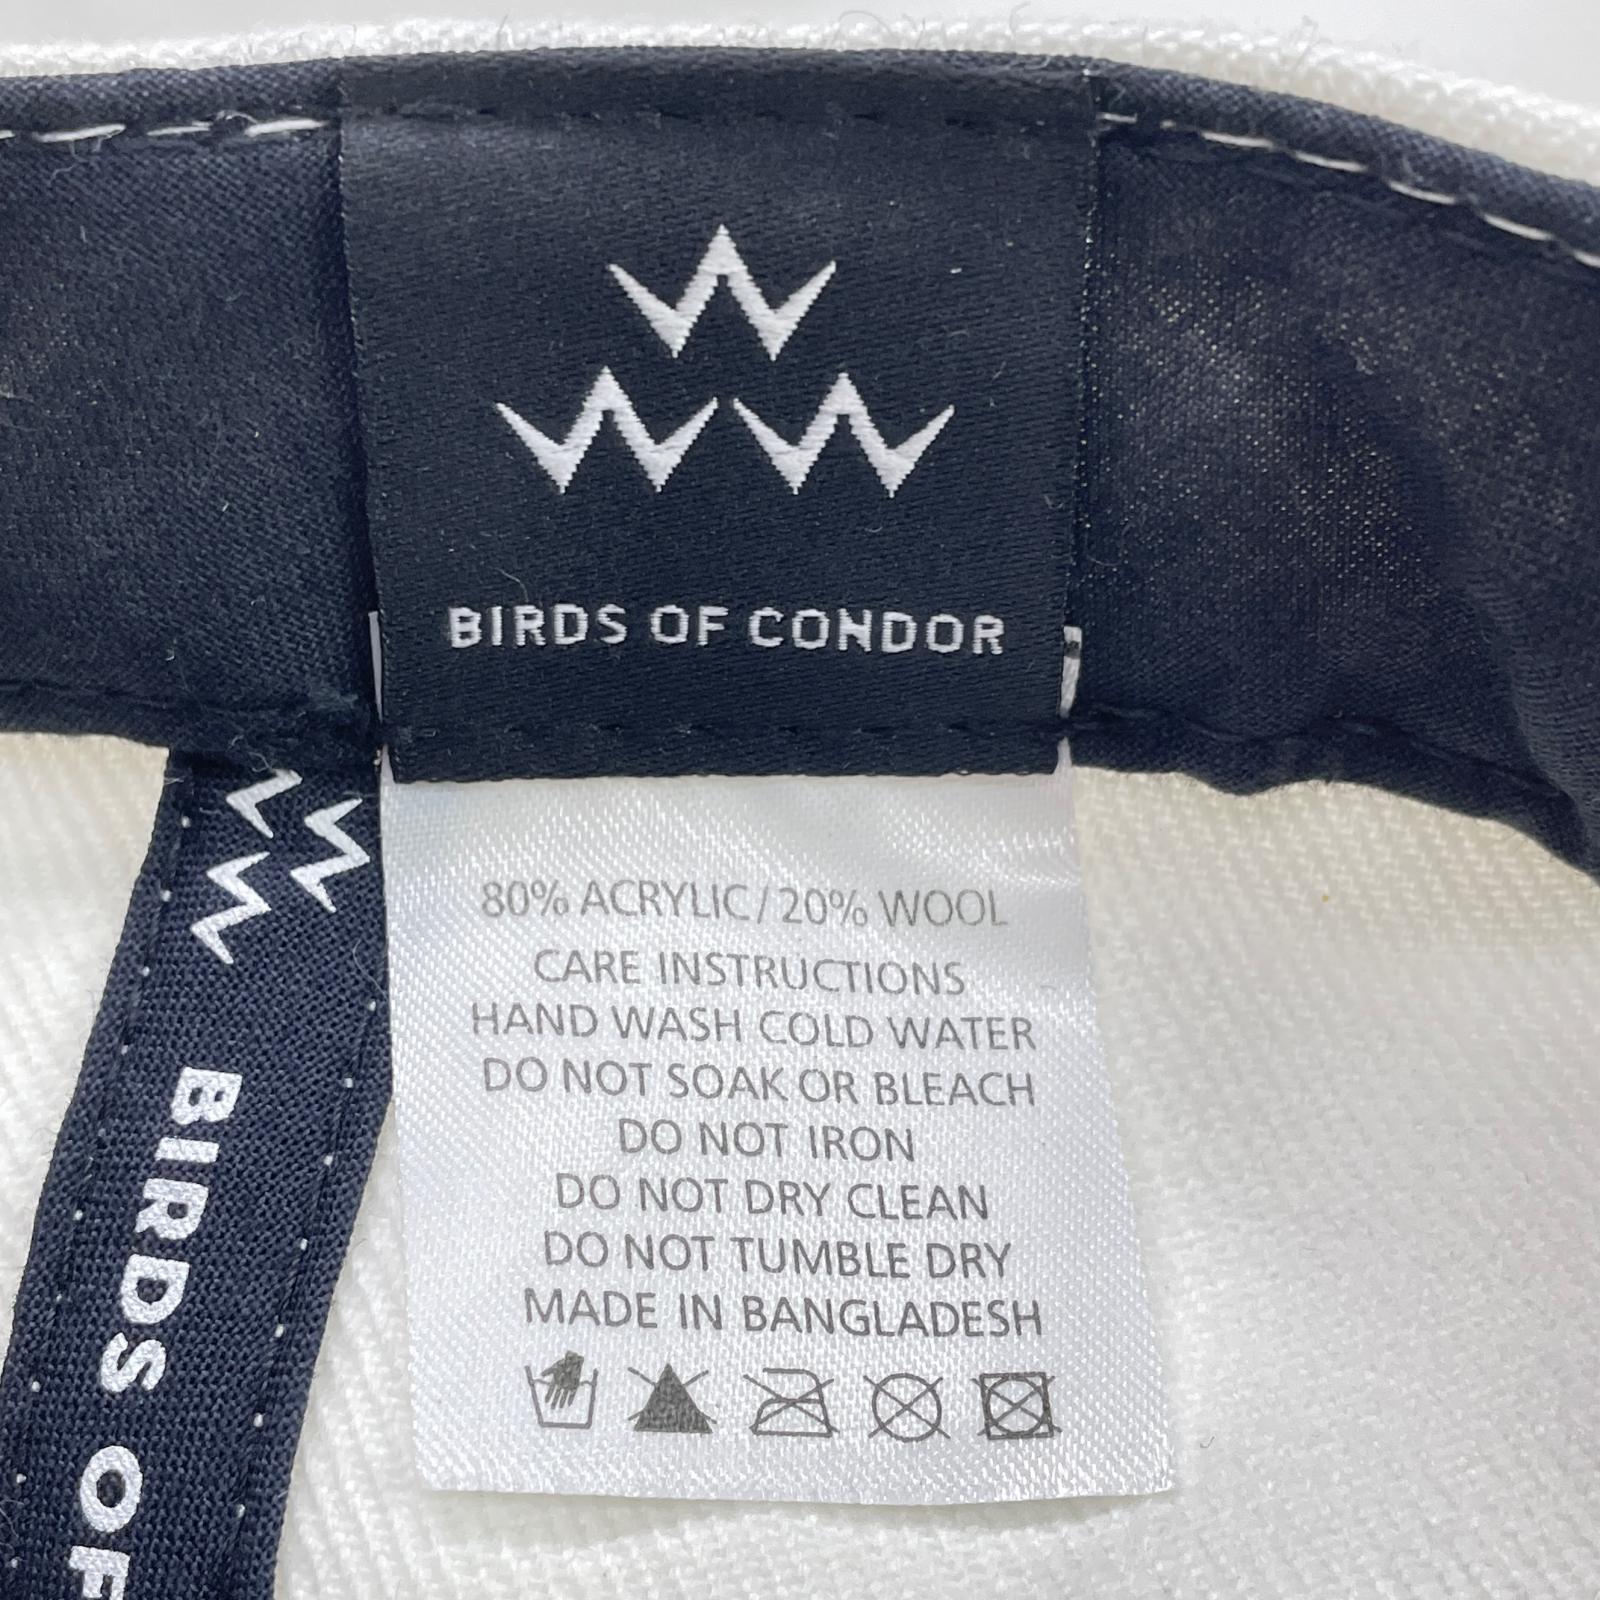 BIRDS OF CONDOR
80% ACRYLIC/20% WOOL
CARE INSTRUCTIONS
HAND WASH COLD WATER
DO NOT SOAK OR BLEACH
DO NOT IRON
DO NOT DRY CLEAN
DO NOT TUMBLE DRY
MADE IN BANGLADESH
BIRDS OF